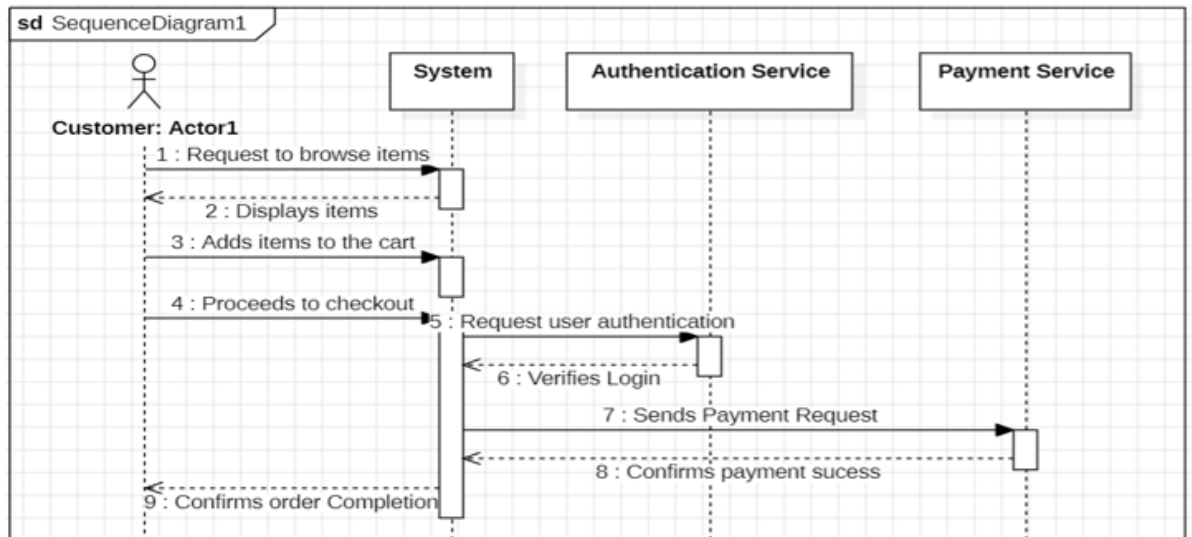 sd SequenceDiagram1
System
Authentication Service
Payment Service
Customer: Actor1
1 : Request to browse items
2 : Displays items
3 : Adds items to the cart
4 : Proceeds to checkout
5 : Request user authentication
6 : Verifies Login
7 : Sends Payment Request
8 : Confirms payment sucess
9 : Confirms order Completion